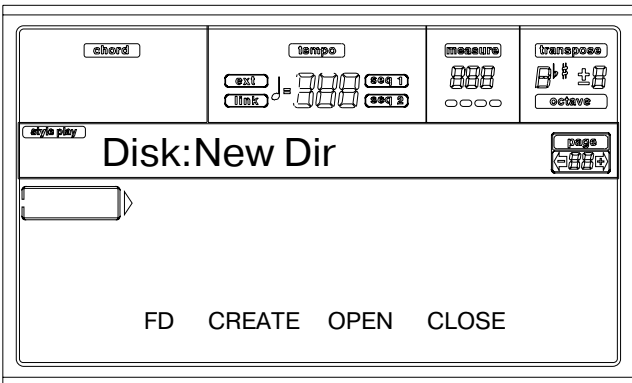 chord tempo measure transpose
ext seq 1
link seq 2
octave
style play
Disk:New Dir
page
FD CREATE OPEN CLOSE